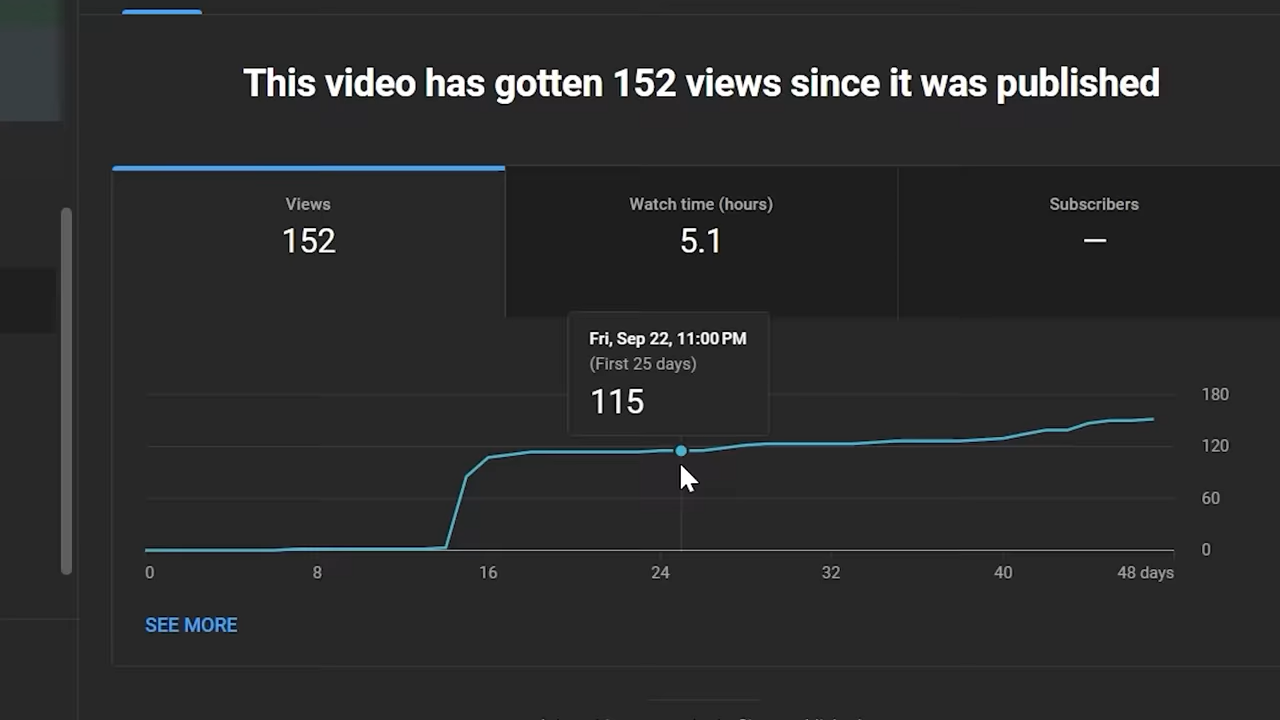 This video has gotten 152 views since it was published
Views
152
Watch time (hours)
5.1
Subscribers
—
Fri, Sep 22, 11:00 PM
(First 25 days)
115
180
120
60
0
0 8 16 24 32 40 48 days
SEE MORE